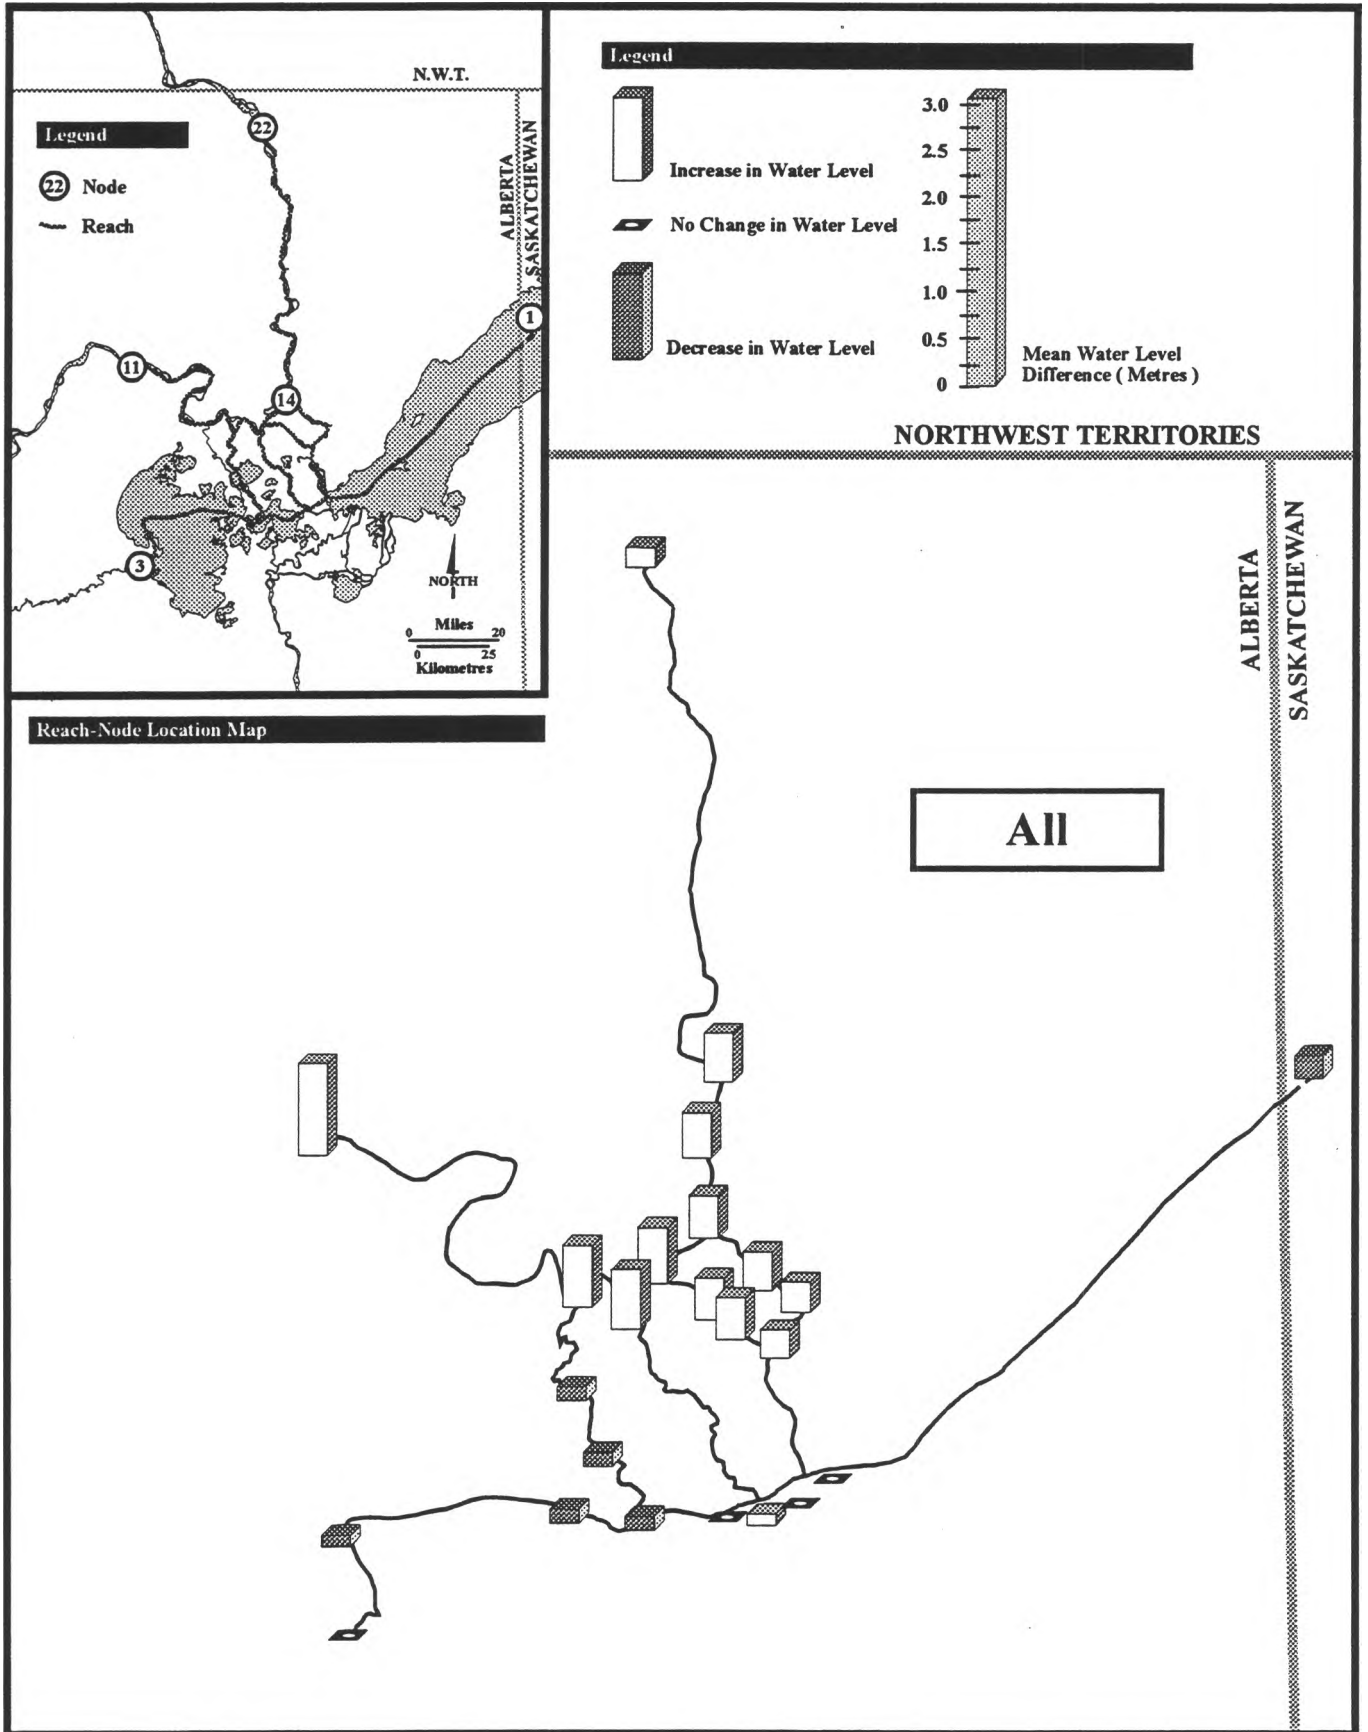 N.W.T.
Legend
22
22 Node
Reach
ALBERTA
SASKATCHEWAN
1
11
14
3
NORTH
Miles
0 20
0 25
Kilometres
Reach-Node Location Map
Legend
Increase in Water Level
No Change in Water Level
Decrease in Water Level
3.0
2.5
2.0
1.5
1.0
0.5
0
Mean Water Level
Difference ( Metres )
NORTHWEST TERRITORIES
ALBERTA
SASKATCHEWAN
All